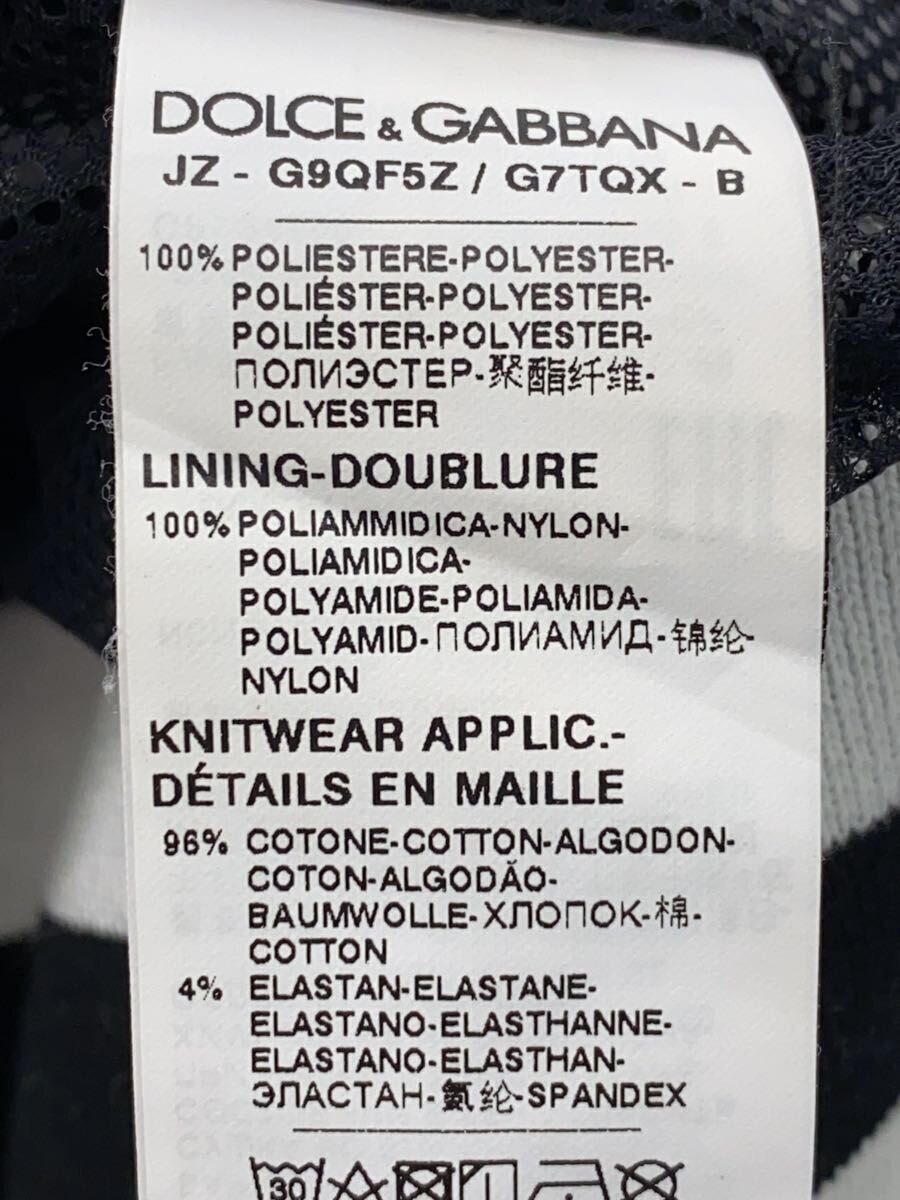 DOLCE & GABBANA
JZ - G9QF5Z / G7TQX - B
100% POLIESTERE-POLYESTER-
POLIÉSTER-POLYESTER-
POLIÉSTER-POLYESTER-
ПОЛИЭСТЕР-聚酯纤维-
POLYESTER
LINING-DOUBLURE
100% POLIAMMIDICA-NYLON-
POLIAMIDICA-
POLYAMIDE-POLIAMIDA-
POLYAMID-ПОЛИАМИД-锦纶-
NYLON
KNITWEAR APPLIC.-
DÉTAILS EN MAILLE
96% COTONE-COTTON-ALGODON-
COTON-ALGODÃO-
BAUMWOLLE-ХЛОПОК-棉-
COTTON
4% ELASTAN-ELASTANE-
ELASTANO-ELASTHANNE-
ELASTANO-ELASTHAN-
ЭЛАСТАН-氨纶-SPANDEX
30